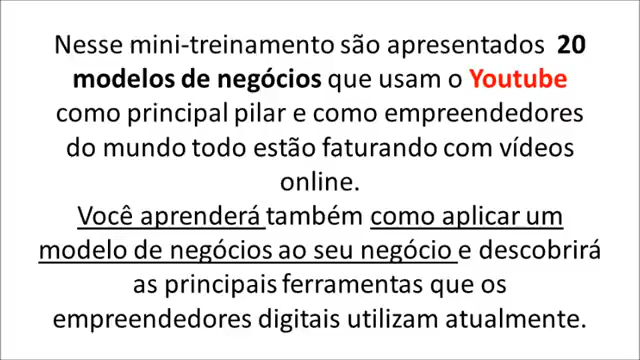 Nesse mini-treinamento são apresentados 20
modelos de negócios que usam o Youtube
como principal pilar e como empreendedores
do mundo todo estão faturando com vídeos
online.
Você aprenderá também como aplicar um
modelo de negócios ao seu negócio e descobrirá
as principais ferramentas que os
empreendedores digitais utilizam atualmente.